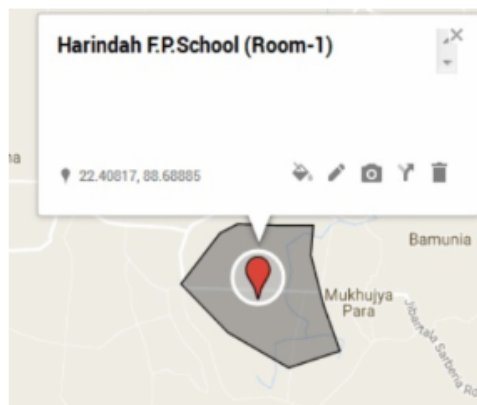 Harindah F.P.School (Room-1)
22.40817, 88.68885
Bamunia
Mukhujya
Para